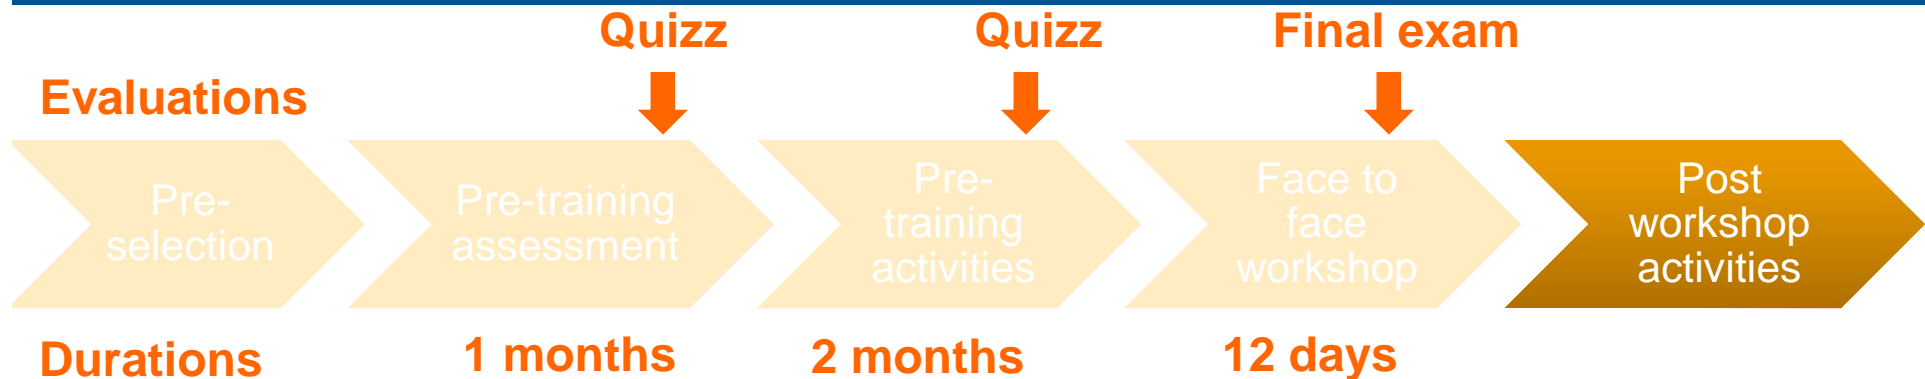 Quizz
Quizz
Final exam
Evaluations
Pre-
selection
Pre-training
assessment
Pre-
training
activities
Face to
face
workshop
Post
workshop
activities
Durations
1 months
2 months
12 days